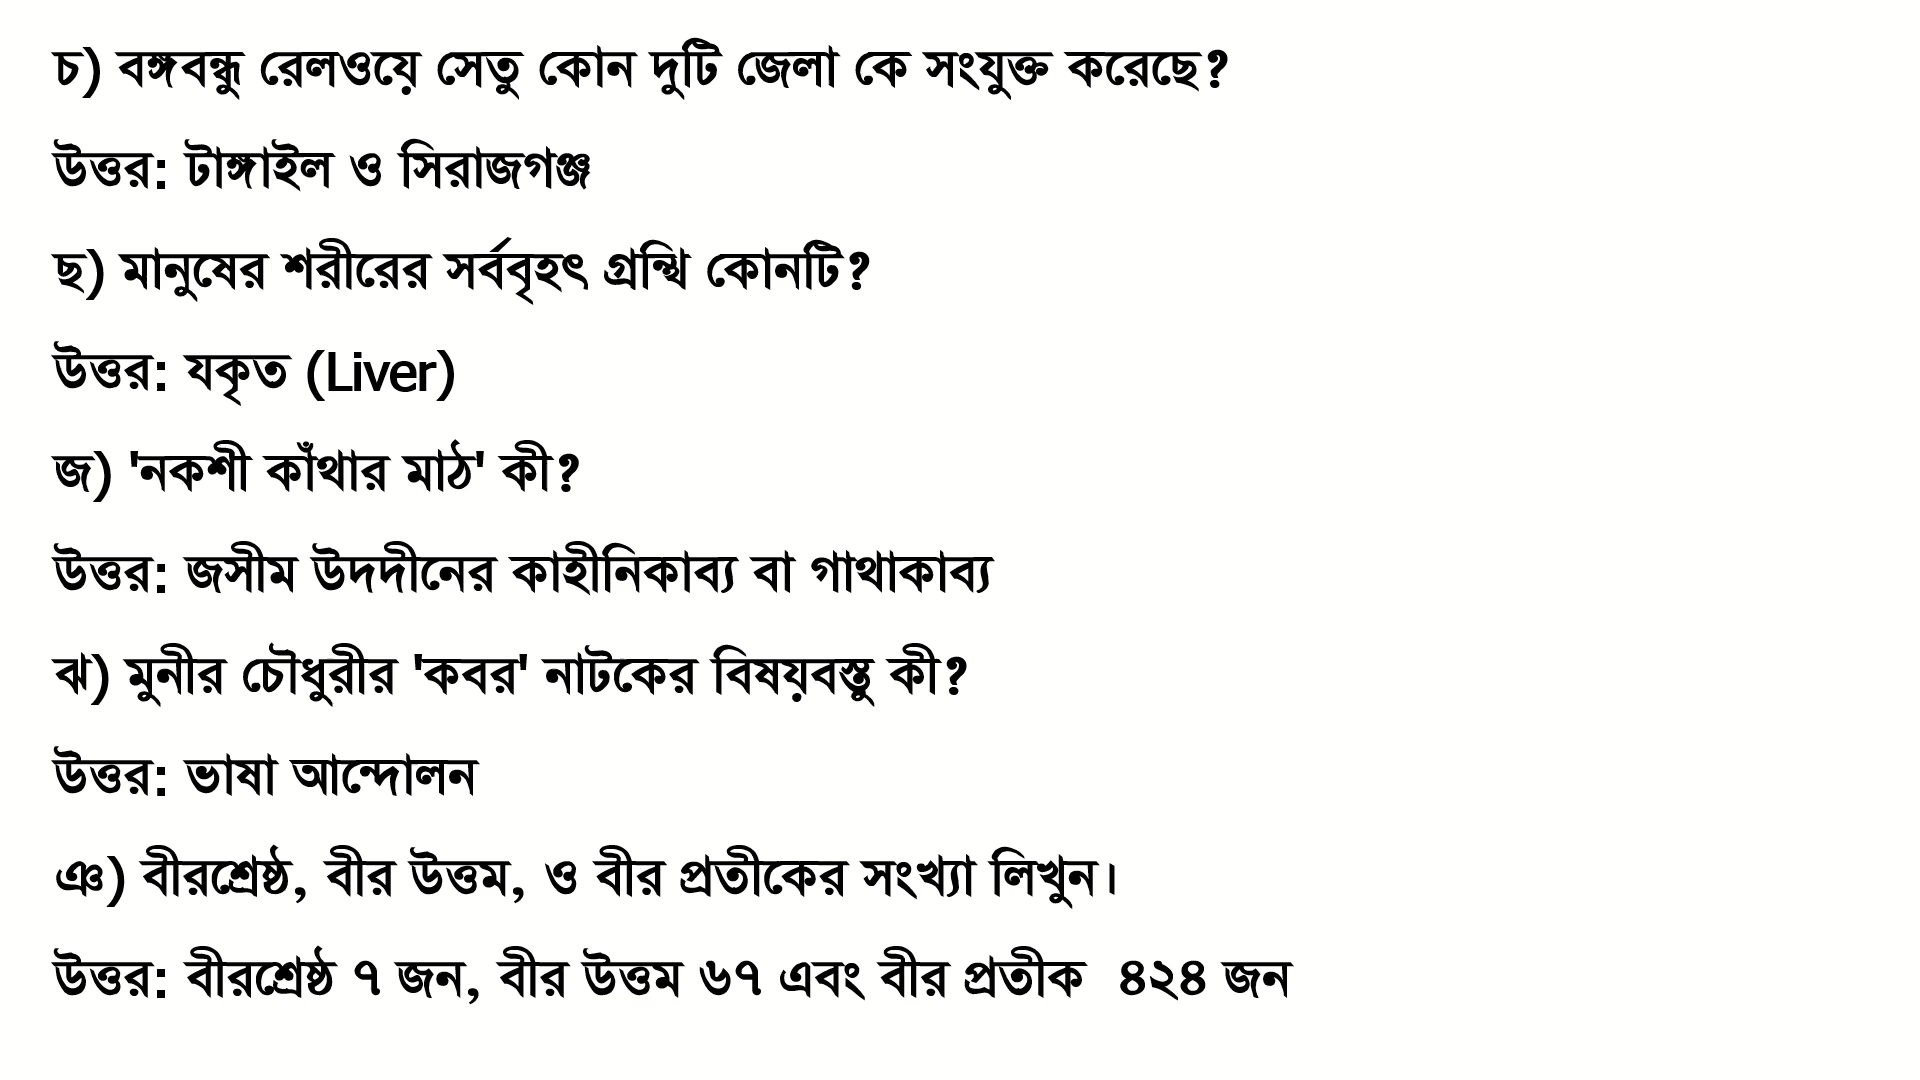 চ) বঙ্গবন্ধু রেলওয়ে সেতু কোন দুটি জেলা কে সংযুক্ত করেছে?
উত্তর: টাঙ্গাইল ও সিরাজগঞ্জ
ছ) মানুষের শরীরের সর্ববৃহৎ গ্রন্থি কোনটি?
উত্তর: যকৃত (Liver)
জ) 'নকশী কাঁথার মাঠ' কী?
উত্তর: জসীম উদদীনের কাহীনিকাব্য বা গাথাকাব্য
ঝ) মুনীর চৌধুরীর 'কবর' নাটকের বিষয়বস্তু কী?
উত্তর: ভাষা আন্দোলন
ঞ) বীরশ্রেষ্ঠ, বীর উত্তম, ও বীর প্রতীকের সংখ্যা লিখুন।
উত্তর: বীরশ্রেষ্ঠ ৭ জন, বীর উত্তম ৬৭ এবং বীর প্রতীক ৪২৪ জন